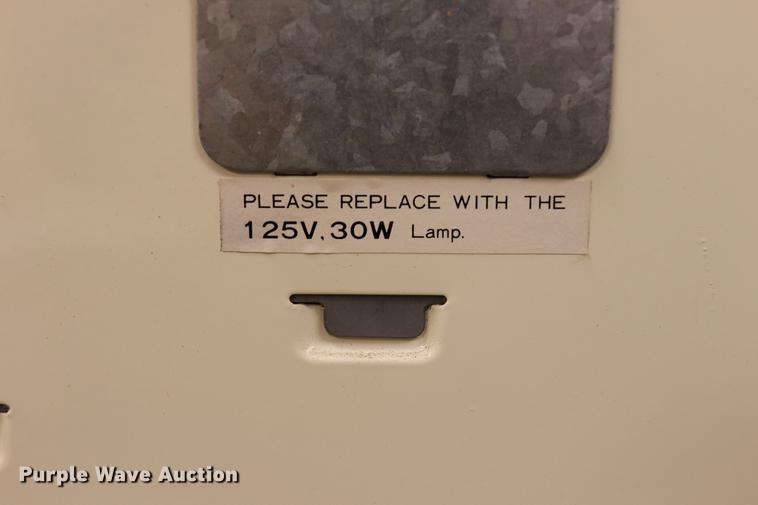 PLEASE REPLACE WITH THE
125V, 30W Lamp.
Purple Wave Auction